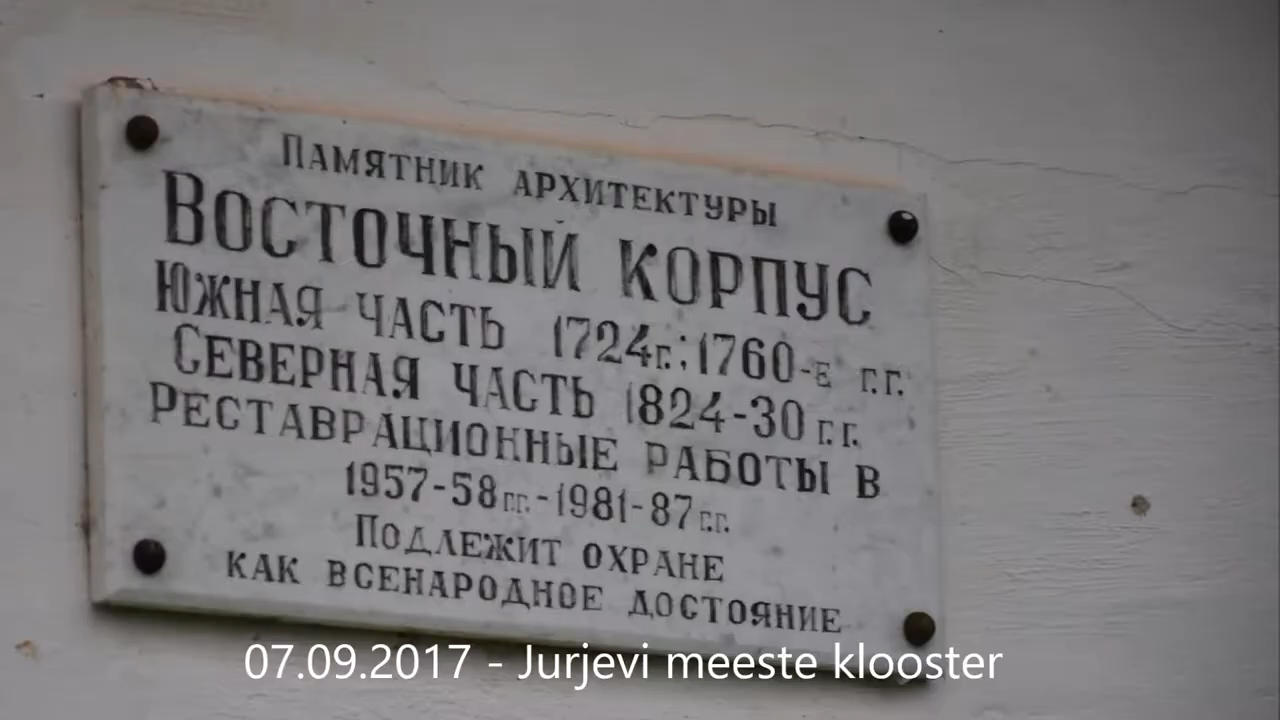 Памятник архитектуры
Восточный корпус
Южная часть 1724г.; 1760-е г.г.
Северная часть 1824-30 г.г.
Реставрационные работы в
1957-58г.г.-1981-87г.г.
Подлежит охране
как всенародное достояние
07.09.2017 - Jurjevi meeste klooster